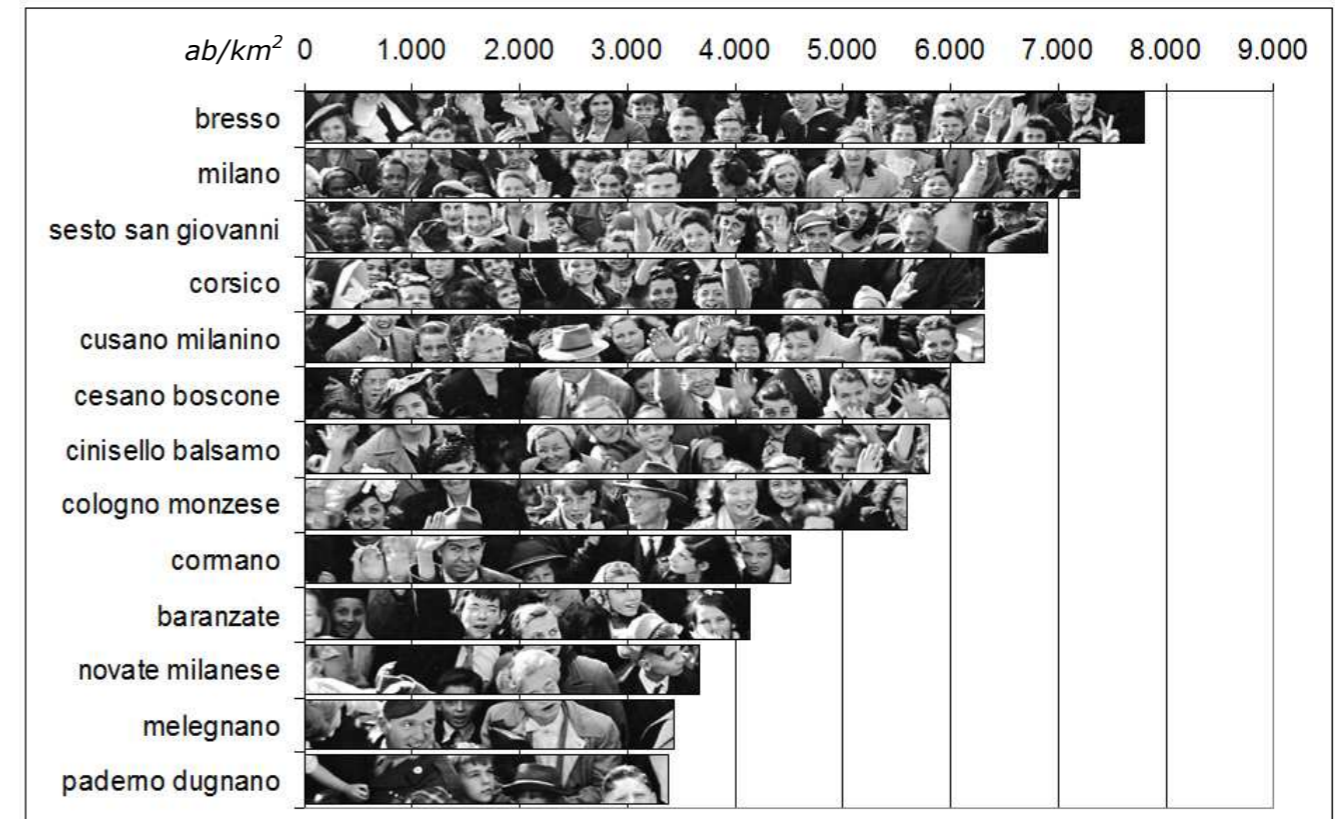 ab/km² 0 1.000 2.000 3.000 4.000 5.000 6.000 7.000 8.000 9.000
bresso
milano
sesto san giovanni
corsico
cusano milanino
cesano boscone
cinisello balsamo
cologno monzese
cormano
baranzate
novate milanese
melegnano
paderno dugnano